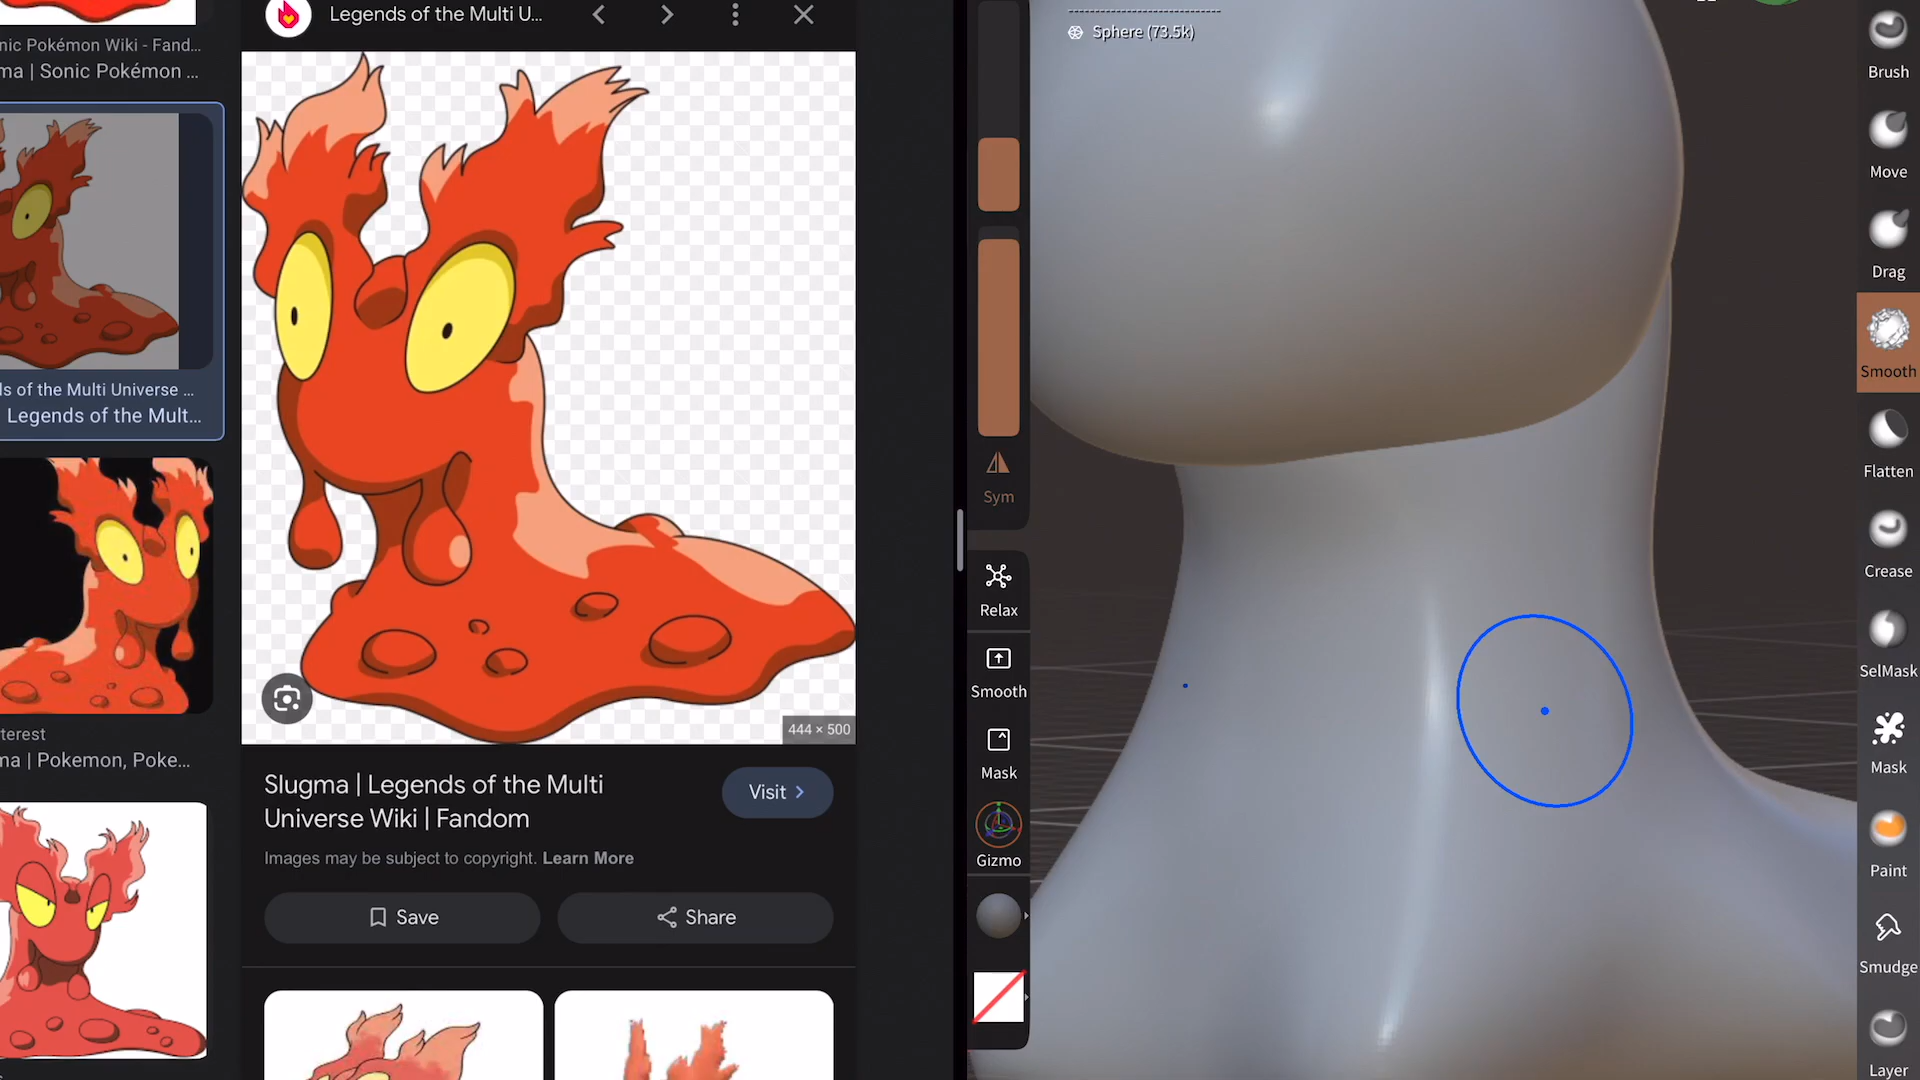 nic Pokémon Wiki - Fand...
ma | Sonic Pokémon ...
ls of the Multi Universe ...
Legends of the Mult...
terest
na | Pokemon, Poke...
Legends of the Multi U...
444 × 500
Slugma | Legends of the Multi
Universe Wiki | Fandom
Visit
Images may be subject to copyright. Learn More
Save
Share
Sphere (73.5k)
Sym
Relax
Smooth
Mask
Gizmo
Brush
Move
Drag
Smooth
Flatten
Crease
SelMask
Mask
Paint
Smudge
Layer